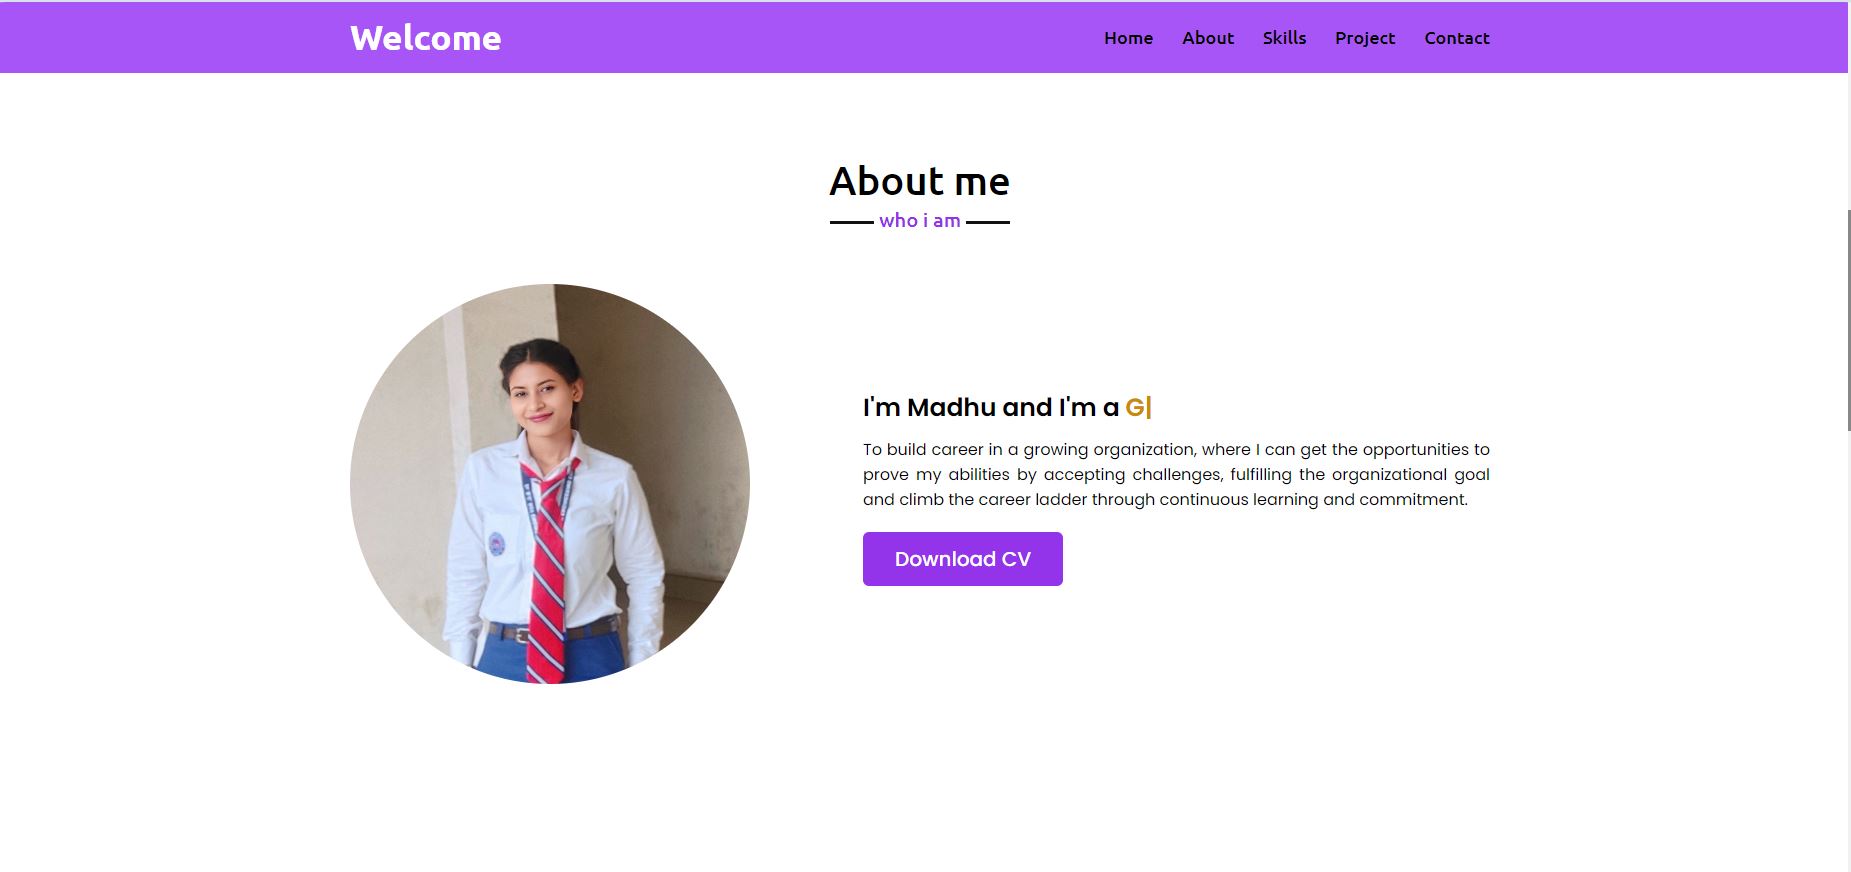 Welcome
Home About Skills Project Contact
About me
who i am
I'm Madhu and I'm a G|
To build career in a growing organization, where I can get the opportunities to
prove my abilities by accepting challenges, fulfilling the organizational goal
and climb the career ladder through continuous learning and commitment.
Download CV